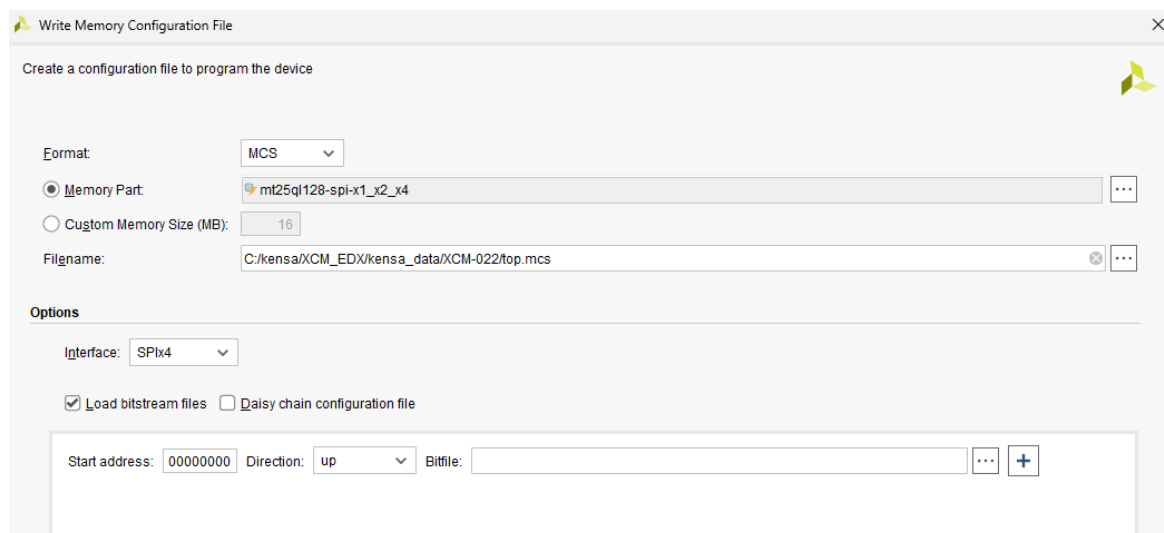 Write Memory Configuration File
Create a configuration file to program the device
Format: MCS
Memory Part: mt25ql128-spi-x1_x2_x4 ...
Custom Memory Size (MB): 16
Filename: C:/kensa/XCM_EDX/kensa_data/XCM-022/top.mcs ...
Options
Interface: SPIx4
Load bitstream files Daisy chain configuration file
Start address: 00000000 Direction: up Bitfile: ... +